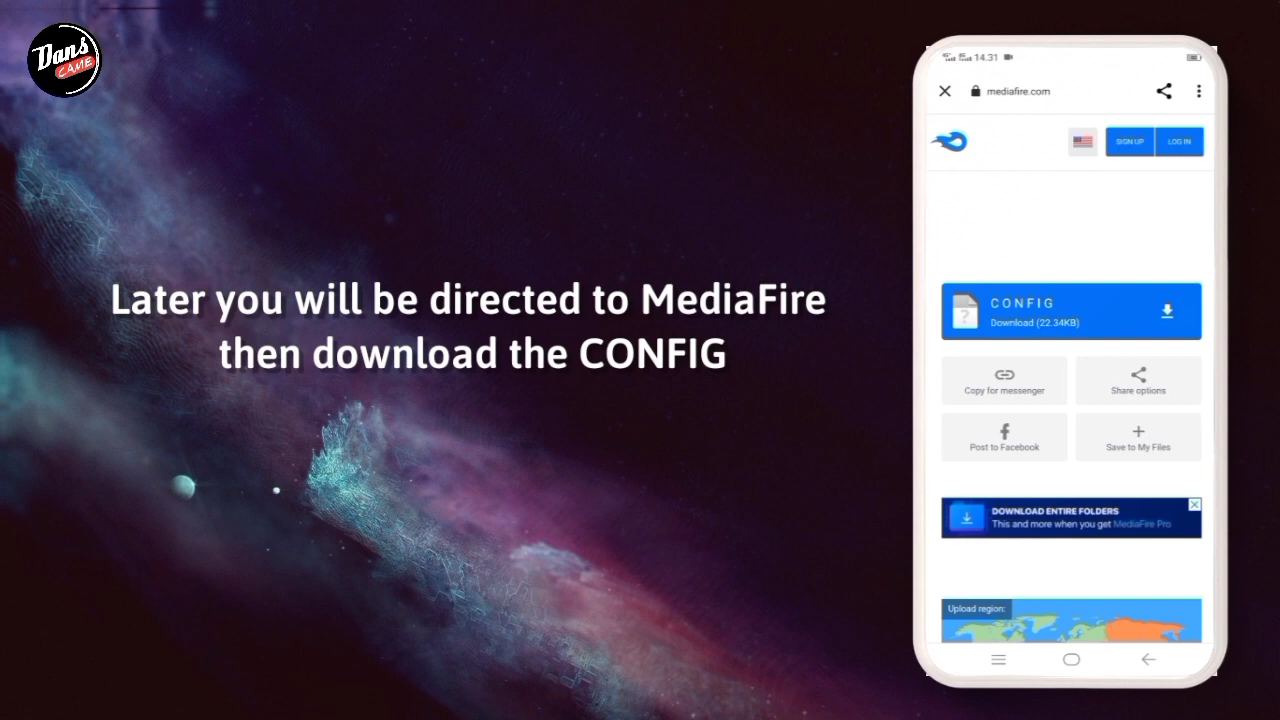 Dans
CAME
Later you will be directed to MediaFire
then download the CONFIG
14.31
mediafire.com
SIGN UP
LOG IN
CONFIG
Download (22.34KB)
?
Copy for messenger
Share options
Post to Facebook
Save to My Files
DOWNLOAD ENTIRE FOLDERS
This and more when you get MediaFire Pro
Upload region: